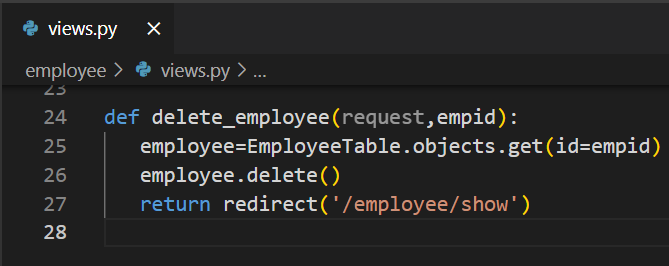 views.py
employee > views.py > ...
23
24 def delete_employee(request,empid):
25 employee=EmployeeTable.objects.get(id=empid)
26 employee.delete()
27 return redirect('/employee/show')
28